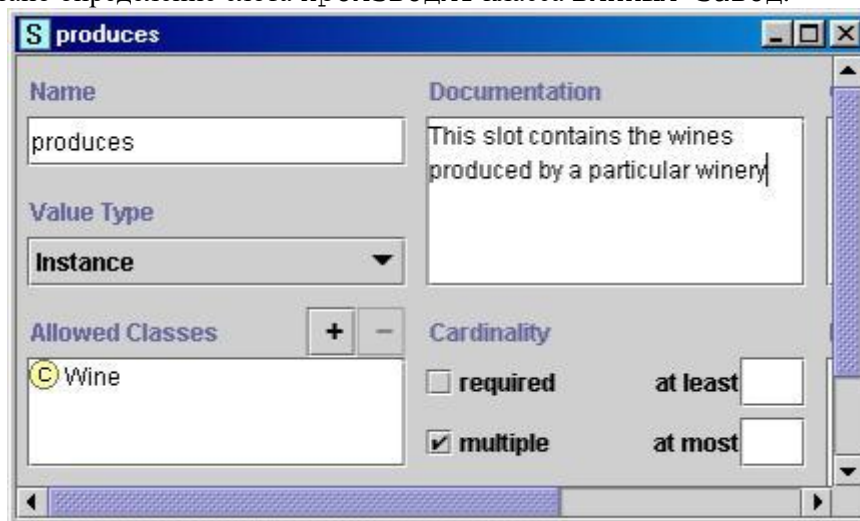 produces
Name
Documentation
produces
This slot contains the wines
produced by a particular winery
Value Type
Instance
Allowed Classes
+ -
Cardinality
C Wine
required at least
multiple at most